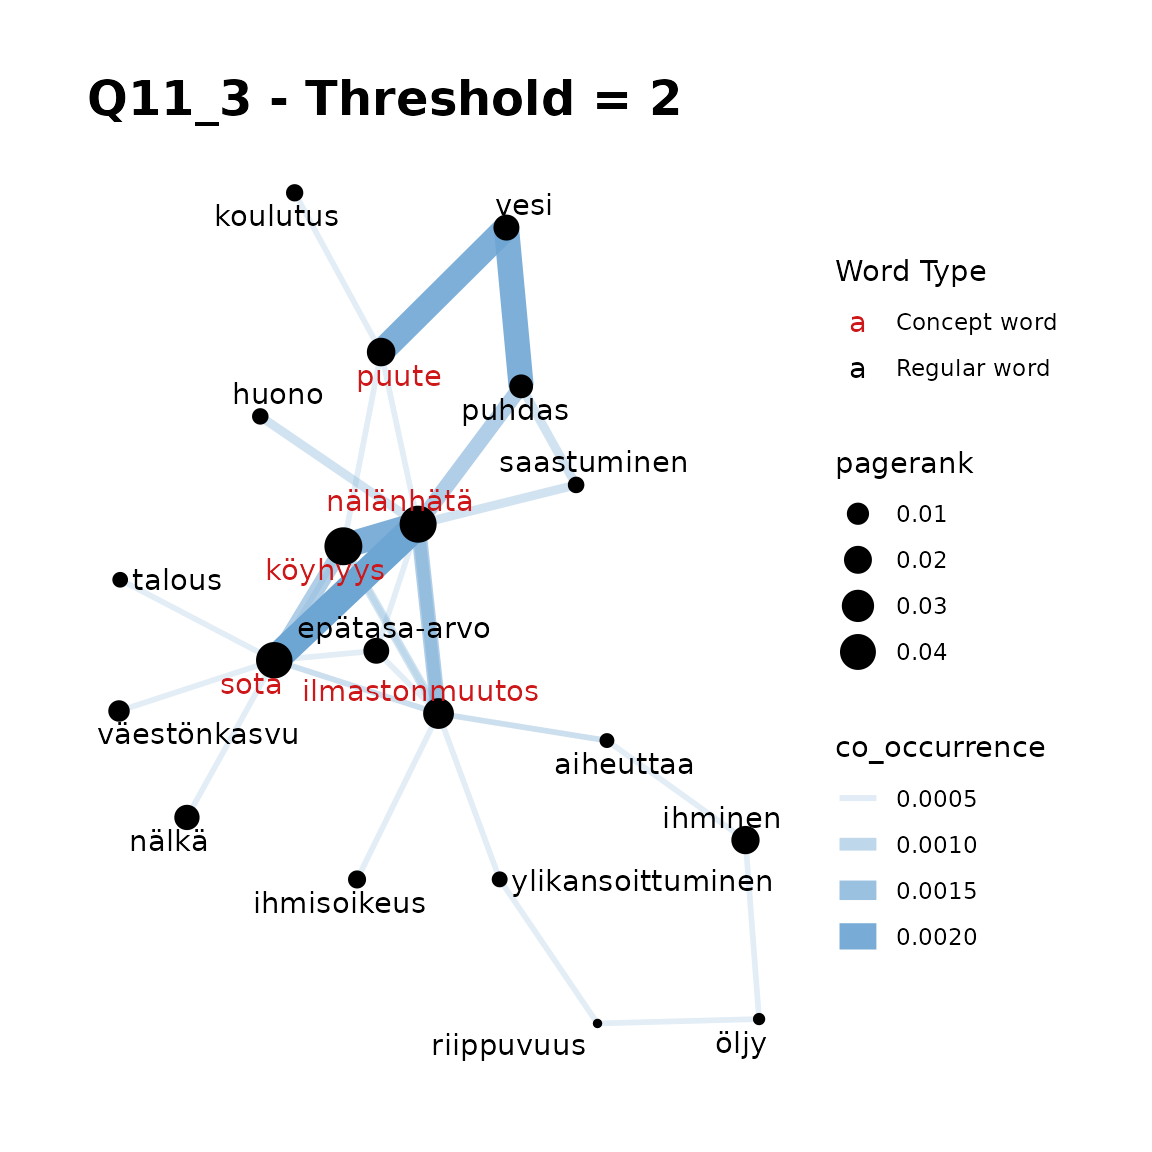 Q11_3 - Threshold = 2
koulutus
vesi
puute
huono
puhdas
saastuminen
nälänhätä
köyhyys
talous
epätasa-arvo
sota
ilmastonmuutos
väestönkasvu
aiheuttaa
ihminen
nälkä
ylikansoittuminen
ihmisoikeus
riippuvuus
öljy
Word Type
a Concept word
a Regular word
pagerank
0.01
0.02
0.03
0.04
co_occurrence
0.0005
0.0010
0.0015
0.0020